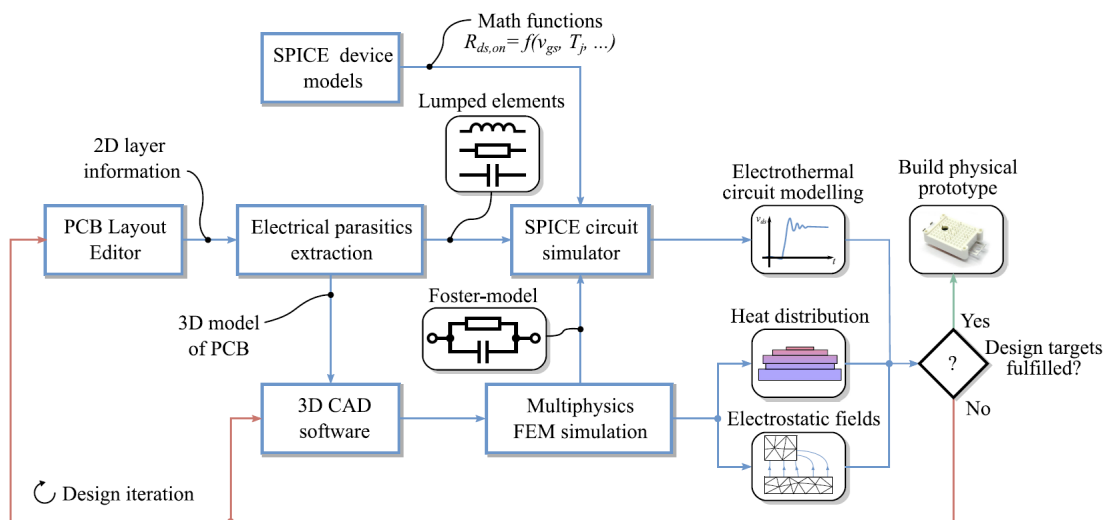 Math functions
R_ds,on = f(v_gs, T_j, ...)
SPICE device
models
Lumped elements
2D layer
information
Electrothermal
circuit modelling
Build physical
prototype
PCB Layout
Editor
Electrical parasitics
extraction
SPICE circuit
simulator
v_ds
t
Foster-model
3D model
of PCB
Heat distribution
Yes
?
Design targets
fulfilled?
No
3D CAD
software
Multiphysics
FEM simulation
Electrostatic fields
Design iteration